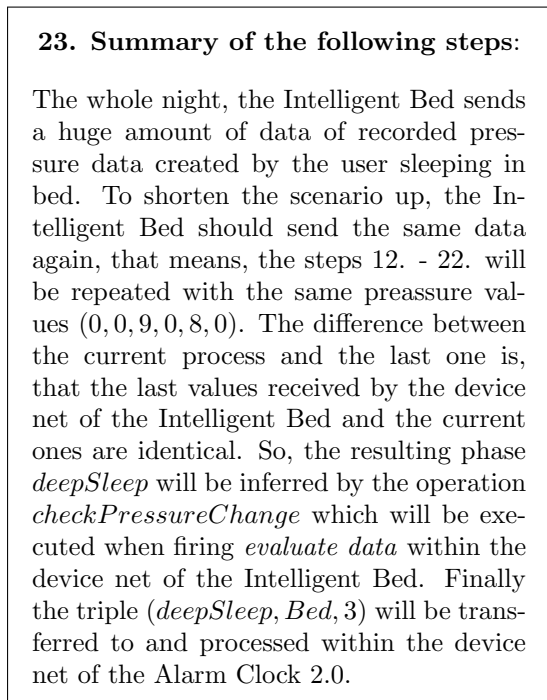 23. Summary of the following steps:
The whole night, the Intelligent Bed sends
a huge amount of data of recorded pres-
sure data created by the user sleeping in
bed. To shorten the scenario up, the In-
telligent Bed should send the same data
again, that means, the steps 12. - 22. will
be repeated with the same preassure val-
ues (0, 0, 9, 0, 8, 0). The difference between
the current process and the last one is,
that the last values received by the device
net of the Intelligent Bed and the current
ones are identical. So, the resulting phase
deepSleep will be inferred by the operation
checkPressureChange which will be exe-
cuted when firing evaluate data within the
device net of the Intelligent Bed. Finally
the triple (deepSleep, Bed, 3) will be trans-
ferred to and processed within the device
net of the Alarm Clock 2.0.